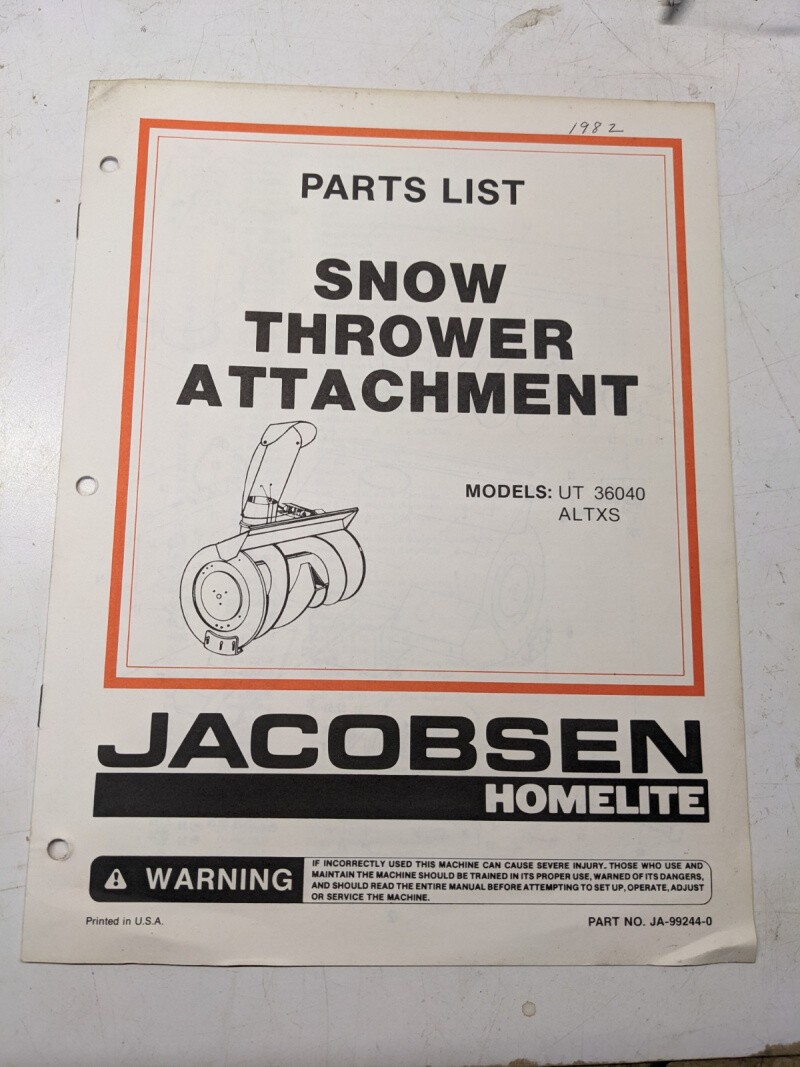 1982
PARTS LIST
SNOW
THROWER
ATTACHMENT
MODELS: UT 36040
ALTXS
JACOBSEN
HOMELITE
WARNING
IF INCORRECTLY USED THIS MACHINE CAN CAUSE SEVERE INJURY. THOSE WHO USE AND
MAINTAIN THE MACHINE SHOULD BE TRAINED IN ITS PROPER USE, WARNED OF ITS DANGERS,
AND SHOULD READ THE ENTIRE MANUAL BEFORE ATTEMPTING TO SET UP, OPERATE, ADJUST
OR SERVICE THE MACHINE.
Printed in U.S.A.
PART NO. JA-99244-0